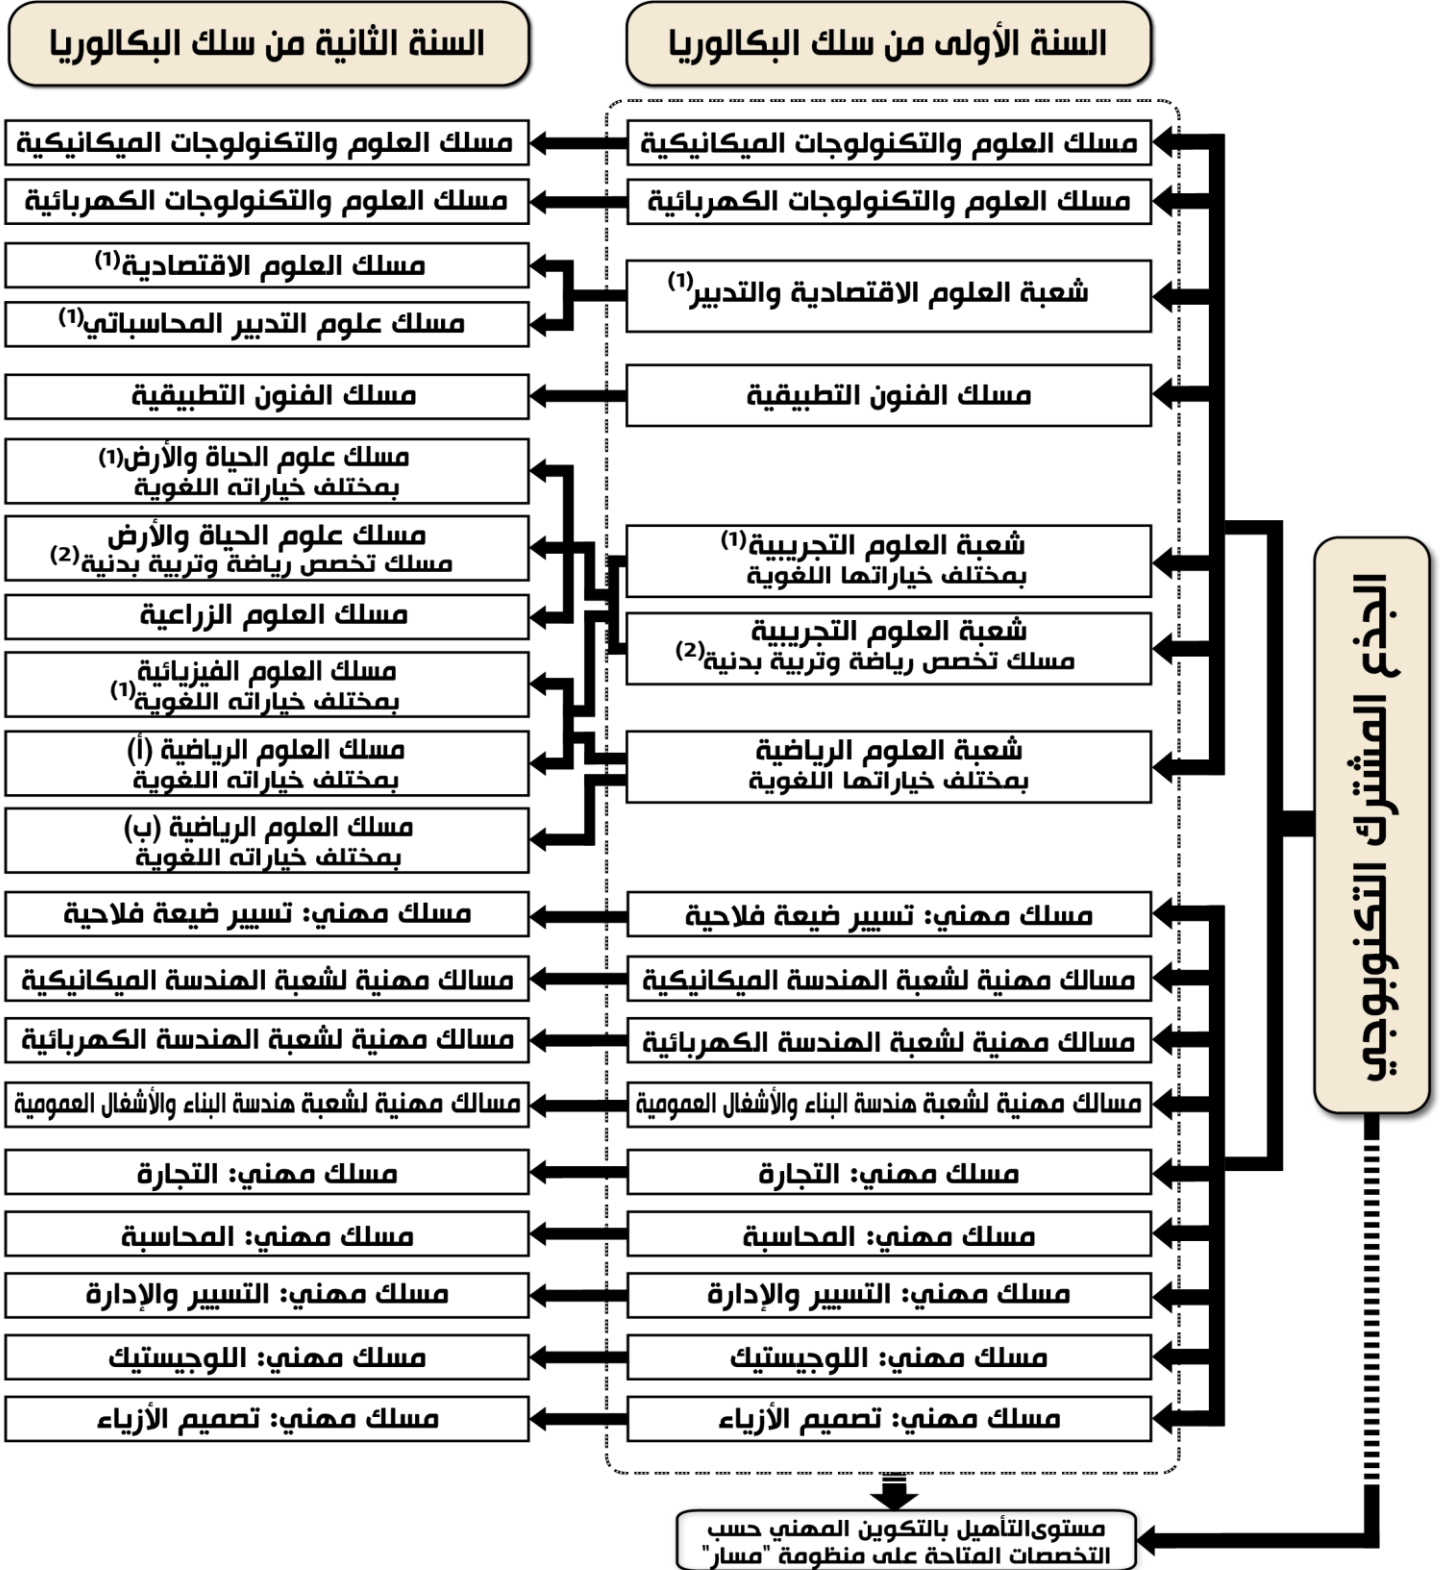 السنة الأولى من سلك البكالوريا
السنة الثانية من سلك البكالوريا
الجذع المشترك التكنوبوجي
مسلك العلوم والتكنولوجات الميكانيكية
مسلك العلوم والتكنولوجات الميكانيكية
مسلك العلوم والتكنولوجات الكهربائية
مسلك العلوم والتكنولوجات الكهربائية
شعبة العلوم الاقتصادية والتدبير(1)
مسلك العلوم الاقتصادية(1)
مسلك علوم التدبير المحاسباتي(1)
مسلك الفنون التطبيقية
مسلك الفنون التطبيقية
شعبة العلوم التجريبية(1)
بمختلف خياراتها اللغوية
شعبة العلوم التجريبية
مسلك تخصص رياضة وتربية بدنية(2)
شعبة العلوم الرياضية
بمختلف خياراتها اللغوية
مسلك علوم الحياة والأرض(1)
بمختلف خياراته اللغوية
مسلك علوم الحياة والأرض
مسلك تخصص رياضة وتربية بدنية(2)
مسلك العلوم الزراعية
مسلك العلوم الفيزيائية
بمختلف خياراته اللغوية(1)
مسلك العلوم الرياضية (أ)
بمختلف خياراته اللغوية
مسلك العلوم الرياضية (ب)
بمختلف خياراته اللغوية
مسلك مهني: تسيير ضيعة فلاحية
مسلك مهني: تسيير ضيعة فلاحية
مسالك مهنية لشعبة الهندسة الميكانيكية
مسالك مهنية لشعبة الهندسة الميكانيكية
مسالك مهنية لشعبة الهندسة الكهربائية
مسالك مهنية لشعبة الهندسة الكهربائية
مسالك مهنية لشعبة هندسة البناء والأشغال العمومية
مسالك مهنية لشعبة هندسة البناء والأشغال العمومية
مسلك مهني: التجارة
مسلك مهني: التجارة
مسلك مهني: المحاسبة
مسلك مهني: المحاسبة
مسلك مهني: التسيير والإدارة
مسلك مهني: التسيير والإدارة
مسلك مهني: اللوجيستيك
مسلك مهني: اللوجيستيك
مسلك مهني: تصميم الأزياء
مسلك مهني: تصميم الأزياء
مستوى التأهيل بالتكوين المهني حسب
التخصصات المتاحة على منظومة "مسار"